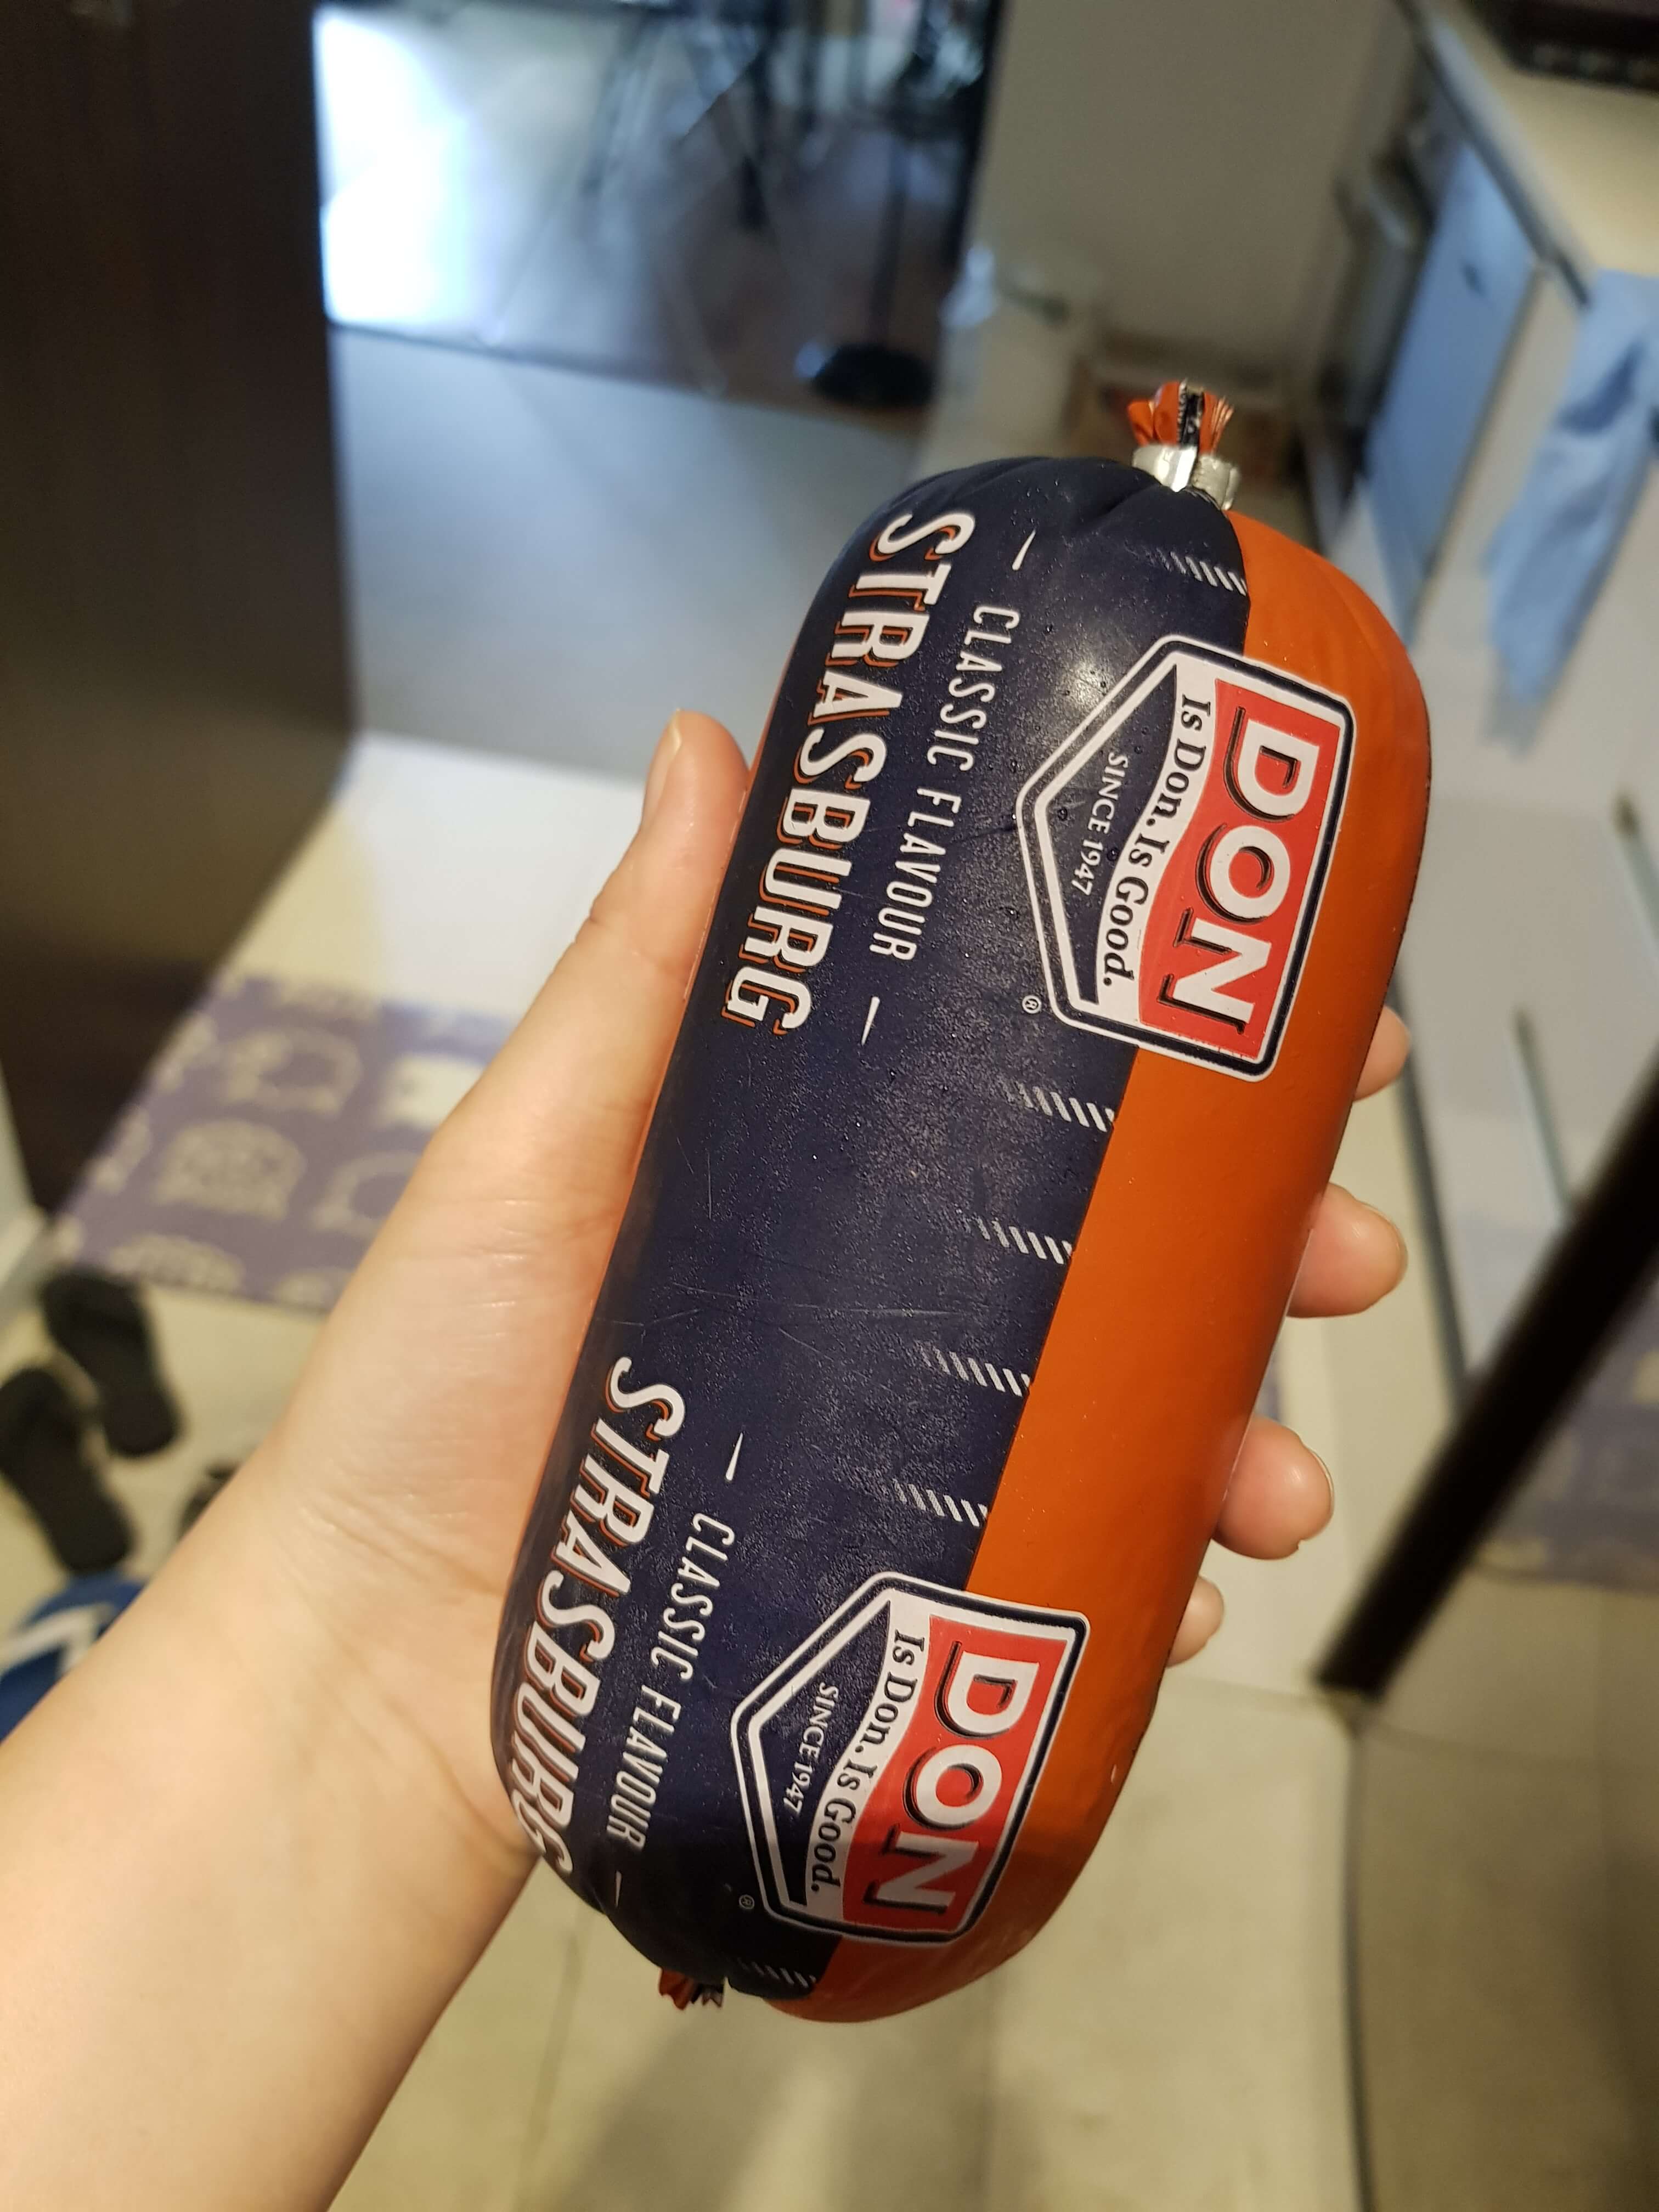 DON
Is Don. Is Good.
SINCE 1947
®
— CLASSIC FLAVOUR —
STRASBURG
DON
Is Don. Is Good.
SINCE 1947
®
— CLASSIC FLAVOUR —
STRASBURG